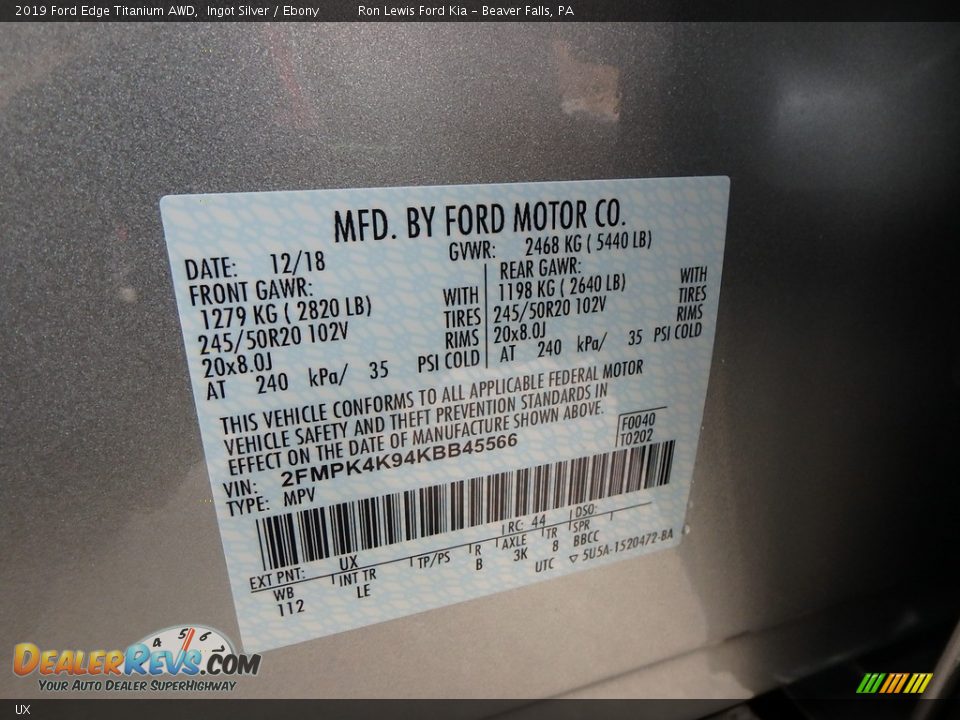 2019 Ford Edge Titanium AWD, Ingot Silver / Ebony Ron Lewis Ford Kia - Beaver Falls, PA
MFD. BY FORD MOTOR CO.
DATE: 12/18 GVWR: 2468 KG ( 5440 LB)
FRONT GAWR: REAR GAWR:
1279 KG ( 2820 LB) WITH 1198 KG ( 2640 LB) WITH
245/50R20 102V TIRES 245/50R20 102V TIRES
20x8.0J RIMS 20x8.0J RIMS
AT 240 kPa/ 35 PSI COLD AT 240 kPa/ 35 PSI COLD
THIS VEHICLE CONFORMS TO ALL APPLICABLE FEDERAL MOTOR
VEHICLE SAFETY AND THEFT PREVENTION STANDARDS IN
EFFECT ON THE DATE OF MANUFACTURE SHOWN ABOVE.
VIN: 2FMPK4K94KBB45566 F0040
TYPE: MPV T0202
EXT PNT: UX RC: 44 DSO:
WB INT TR TP/PS R AXLE TR SPR
112 LE B 3K 8 BBCC
UTC ▽ 5U5A-1520472-BA
4 5 6
DEALERREVS.COM
YOUR AUTO DEALER SUPERHIGHWAY
UX